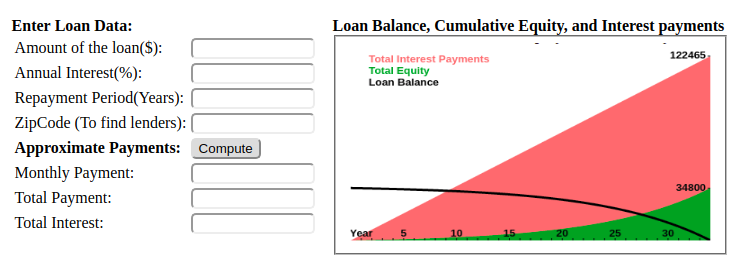 Enter Loan Data:
Amount of the loan($):
Annual Interest(%):
Repayment Period(Years):
ZipCode (To find lenders):
Approximate Payments: Compute
Monthly Payment:
Total Payment:
Total Interest:
Loan Balance, Cumulative Equity, and Interest payments
Total Interest Payments
Total Equity
Loan Balance
122465
34800
Year 5 10 15 20 25 30